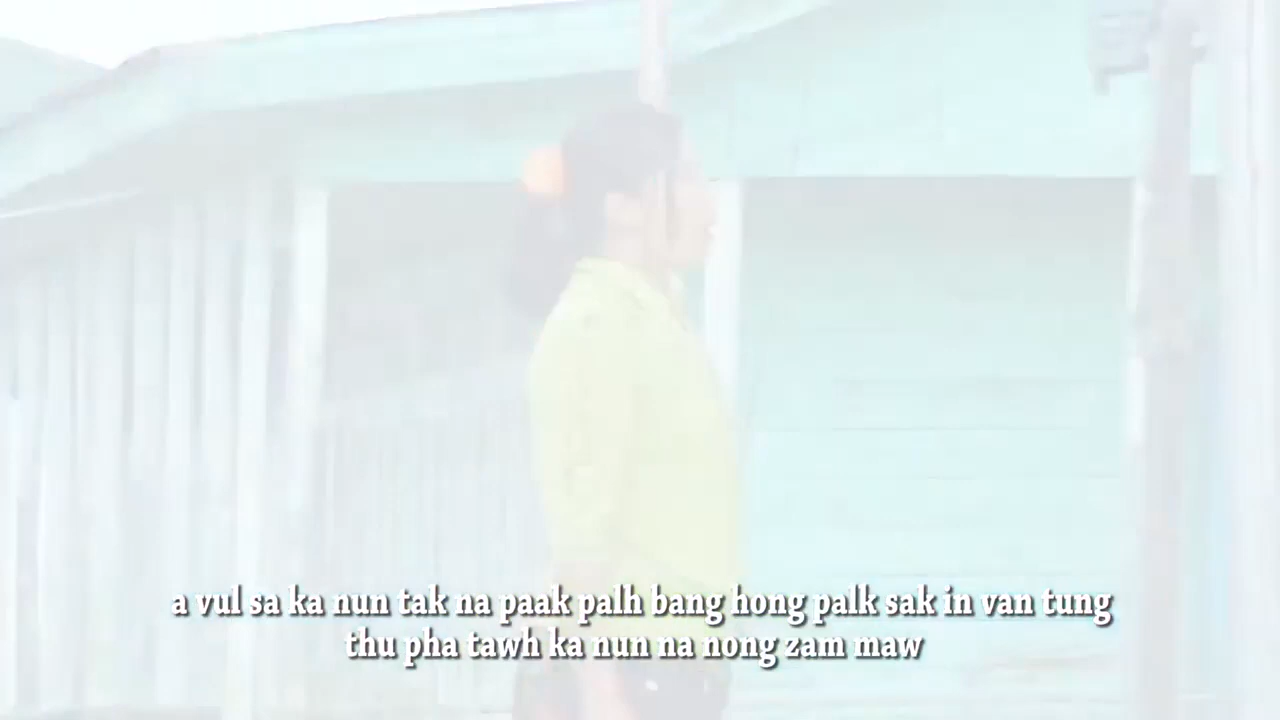 a vul sa ka nun tak na paak palh bang hong palk sak in van tung
thu pha tawh ka nun na nong zam maw